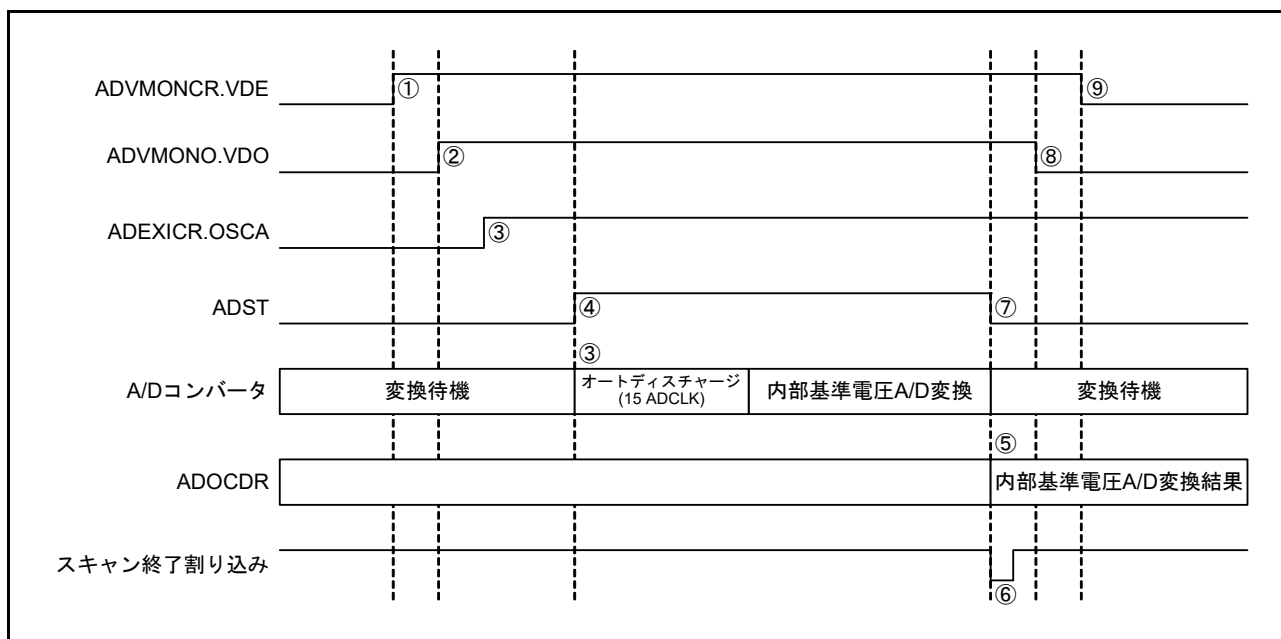 ADVMONCR.VDE
①
⑨
ADVMONO.VDO
②
⑧
ADEXICR.OSCA
③
ADST
④
⑦
③
A/Dコンバータ
変換待機
オートディスチャージ
(15 ADCLK)
内部基準電圧A/D変換
変換待機
⑤
ADOCDR
内部基準電圧A/D変換結果
スキャン終了割り込み
⑥